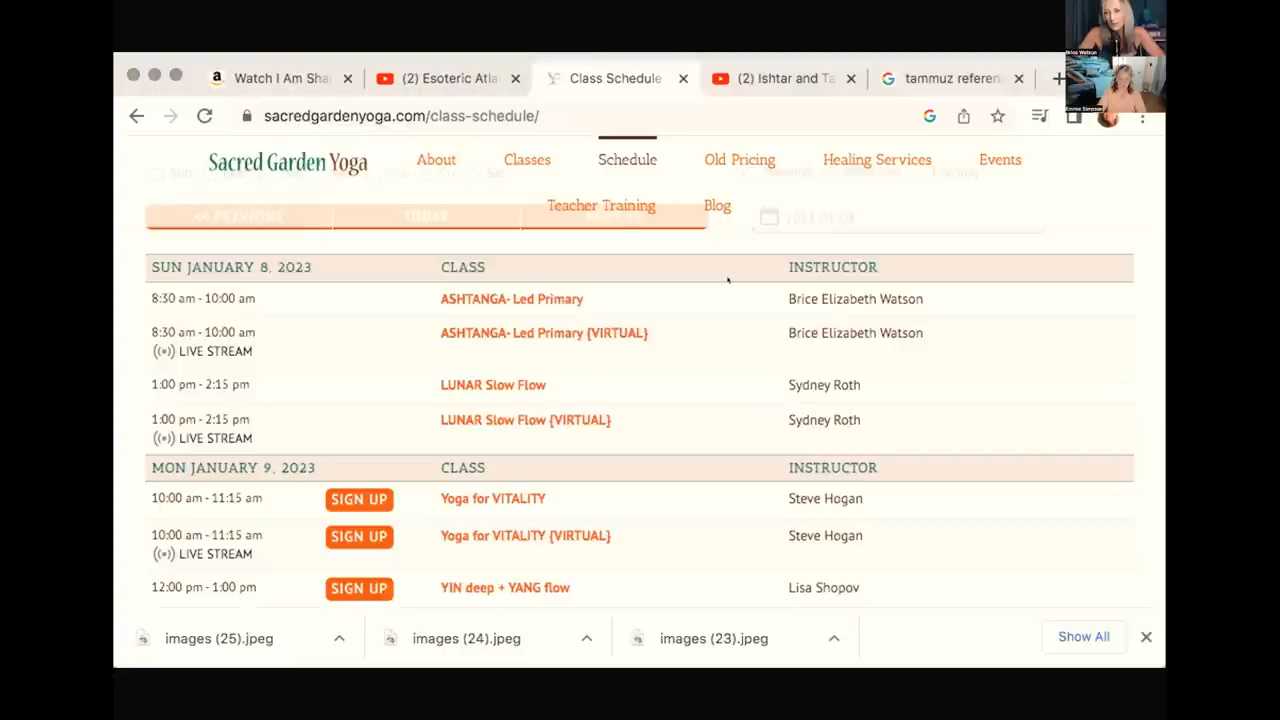 Brice Watson
Watch I Am Sha
(2) Esoteric Atla
Class Schedule
(2) Ishtar and Ta
tammuz referen
Emmie Simpson
sacredgardenyoga.com/class-schedule/
Sacred Garden Yoga
About
Classes
Schedule
Old Pricing
Healing Services
Events
Teacher Training
Blog
<< PREVIOUS
TODAY
SUN JANUARY 8, 2023 CLASS INSTRUCTOR
8:30 am - 10:00 am ASHTANGA- Led Primary Brice Elizabeth Watson
8:30 am - 10:00 am ASHTANGA- Led Primary {VIRTUAL} Brice Elizabeth Watson
LIVE STREAM
1:00 pm - 2:15 pm LUNAR Slow Flow Sydney Roth
1:00 pm - 2:15 pm LUNAR Slow Flow {VIRTUAL} Sydney Roth
LIVE STREAM
MON JANUARY 9, 2023 CLASS INSTRUCTOR
10:00 am - 11:15 am SIGN UP Yoga for VITALITY Steve Hogan
10:00 am - 11:15 am SIGN UP Yoga for VITALITY {VIRTUAL} Steve Hogan
LIVE STREAM
12:00 pm - 1:00 pm SIGN UP YIN deep + YANG flow Lisa Shopov
images (25).jpeg
images (24).jpeg
images (23).jpeg
Show All